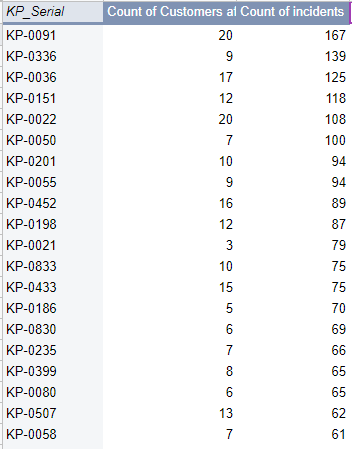 KP_Serial Count of Customers af Count of incidents
KP-0091 20 167
KP-0336 9 139
KP-0036 17 125
KP-0151 12 118
KP-0022 20 108
KP-0050 7 100
KP-0201 10 94
KP-0055 9 94
KP-0452 16 89
KP-0198 12 87
KP-0021 3 79
KP-0833 10 75
KP-0433 15 75
KP-0186 5 70
KP-0830 6 69
KP-0235 7 66
KP-0399 8 65
KP-0080 6 65
KP-0507 13 62
KP-0058 7 61